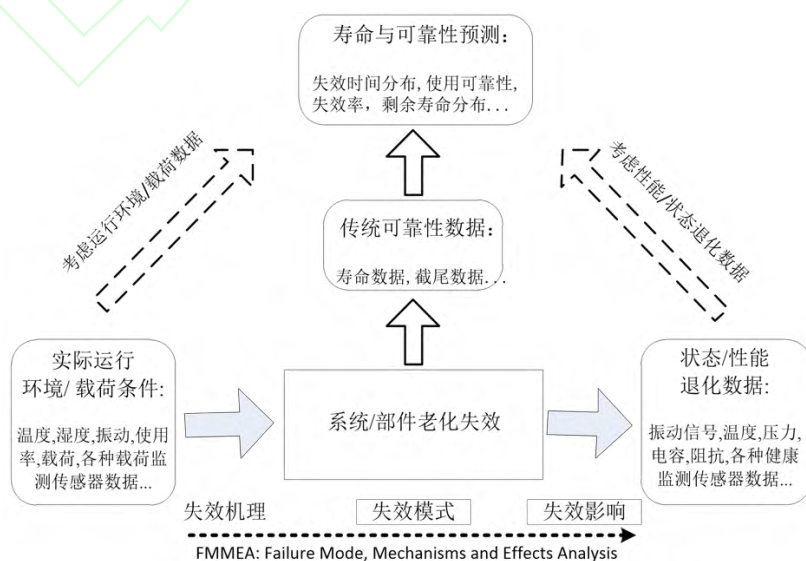 寿命与可靠性预测：
失效时间分布, 使用可靠性,
失效率，剩余寿命分布...
考虑运行环境/载荷数据
考虑性能/状态退化数据
传统可靠性数据：
寿命数据, 截尾数据...
实际运行
环境/ 载荷条件:
温度,湿度,振动,使用
率,载荷,各种载荷监
测传感器数据...
系统/部件老化失效
状态/性能
退化数据:
振动信号,温度,压力,
电容,阻抗,各种健康
监测传感器数据...
失效机理
失效模式
失效影响
FMMEA: Failure Mode, Mechanisms and Effects Analysis